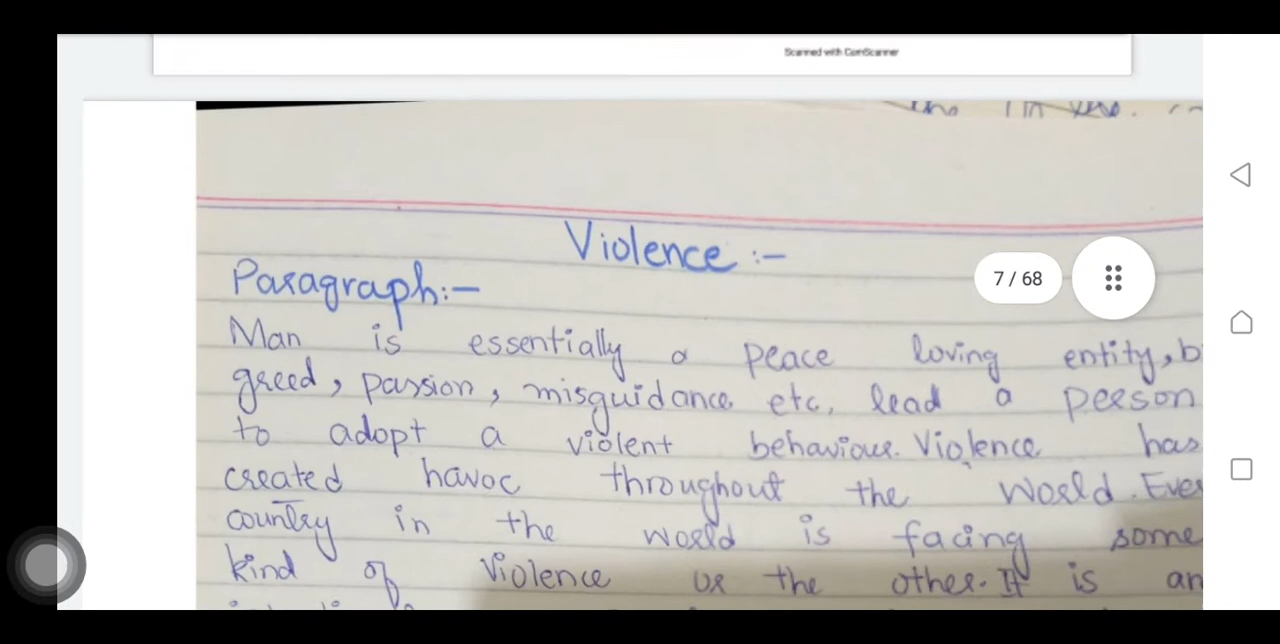 Scanned with CamScanner
Violence :-
7 / 68
Paragraph:-
Man is essentially a peace loving entity, b
greed, passion, misguidance etc, lead a person
to adopt a violent behaviour. Violence has
created havoc throughout the world. Eve
country in the world is facing some
kind of violence or the other. It is an